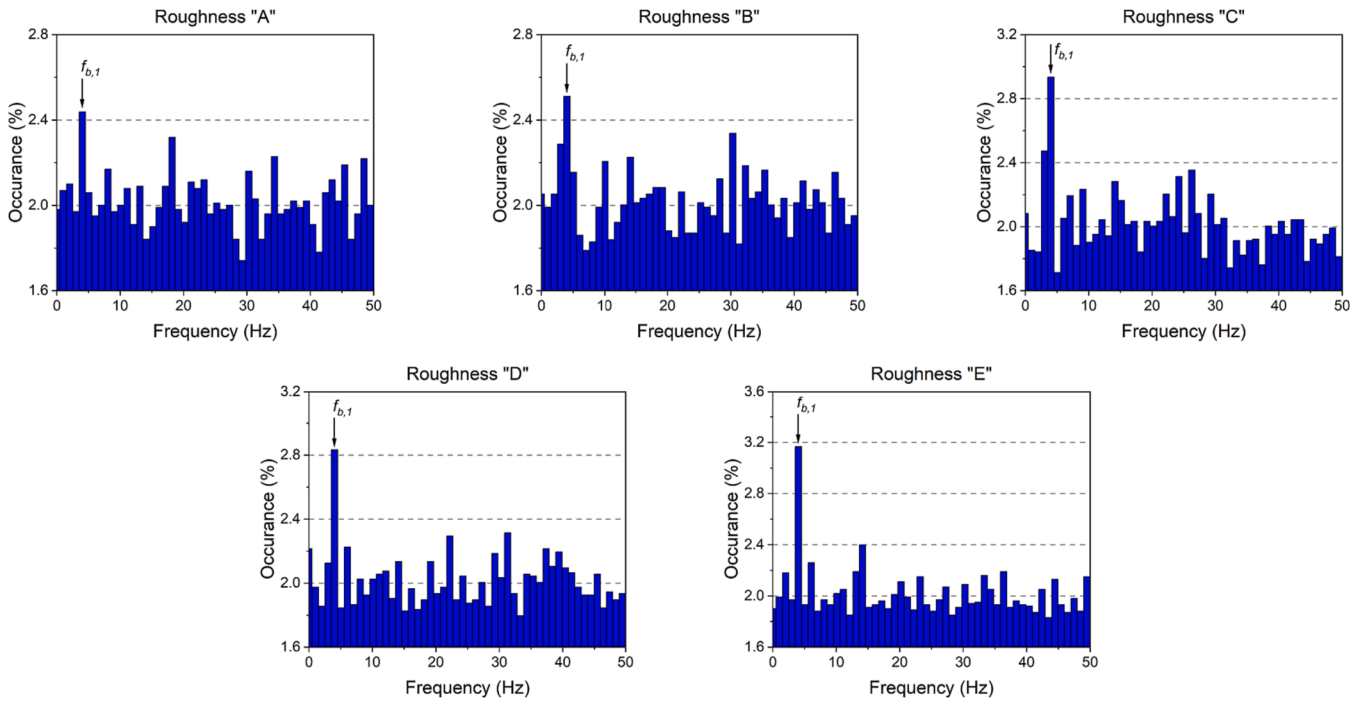 Roughness "A"
2.8
2.4
2.0
1.6
Occurance (%)
f_b,1
0 10 20 30 40 50
Frequency (Hz)
Roughness "B"
2.8
2.4
2.0
1.6
Occurance (%)
f_b,1
0 10 20 30 40 50
Frequency (Hz)
Roughness "C"
3.2
2.8
2.4
2.0
1.6
Occurance (%)
f_b,1
0 10 20 30 40 50
Frequency (Hz)
Roughness "D"
3.2
2.8
2.4
2.0
1.6
Occurance (%)
f_b,1
0 10 20 30 40 50
Frequency (Hz)
Roughness "E"
3.6
3.2
2.8
2.4
2.0
1.6
Occurance (%)
f_b,1
0 10 20 30 40 50
Frequency (Hz)